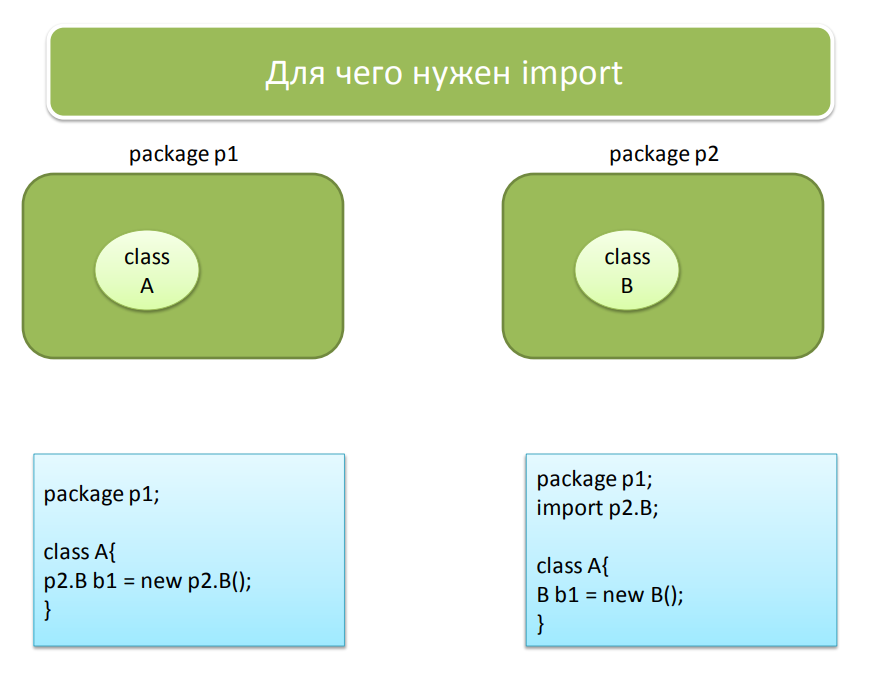 Для чего нужен import
package p1
package p2
class
A
class
B
package p1;
class A{
p2.B b1 = new p2.B();
}
package p1;
import p2.B;
class A{
B b1 = new B();
}